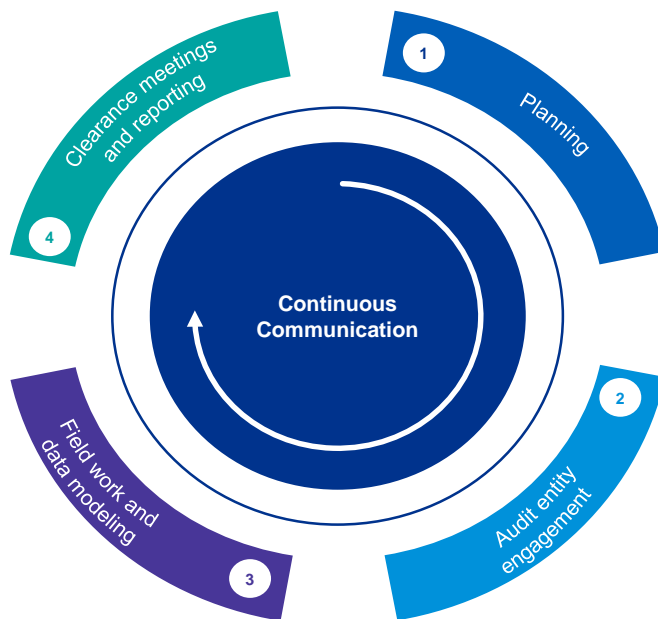 1
Planning
2
Audit entity
engagement
3
Field work and
data modeling
4
Clearance meetings
and reporting
Continuous
Communication